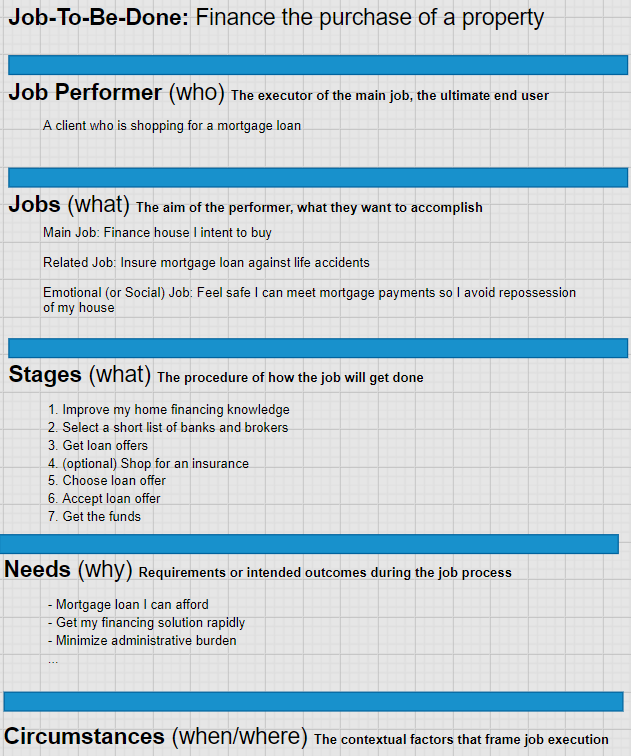 Job-To-Be-Done: Finance the purchase of a property
Job Performer (who) The executor of the main job, the ultimate end user
A client who is shopping for a mortgage loan
Jobs (what) The aim of the performer, what they want to accomplish
Main Job: Finance house I intent to buy
Related Job: Insure mortgage loan against life accidents
Emotional (or Social) Job: Feel safe I can meet mortgage payments so I avoid repossession
of my house
Stages (what) The procedure of how the job will get done
1. Improve my home financing knowledge
2. Select a short list of banks and brokers
3. Get loan offers
4. (optional) Shop for an insurance
5. Choose loan offer
6. Accept loan offer
7. Get the funds
Needs (why) Requirements or intended outcomes during the job process
- Mortgage loan I can afford
- Get my financing solution rapidly
- Minimize administrative burden
...
Circumstances (when/where) The contextual factors that frame job execution